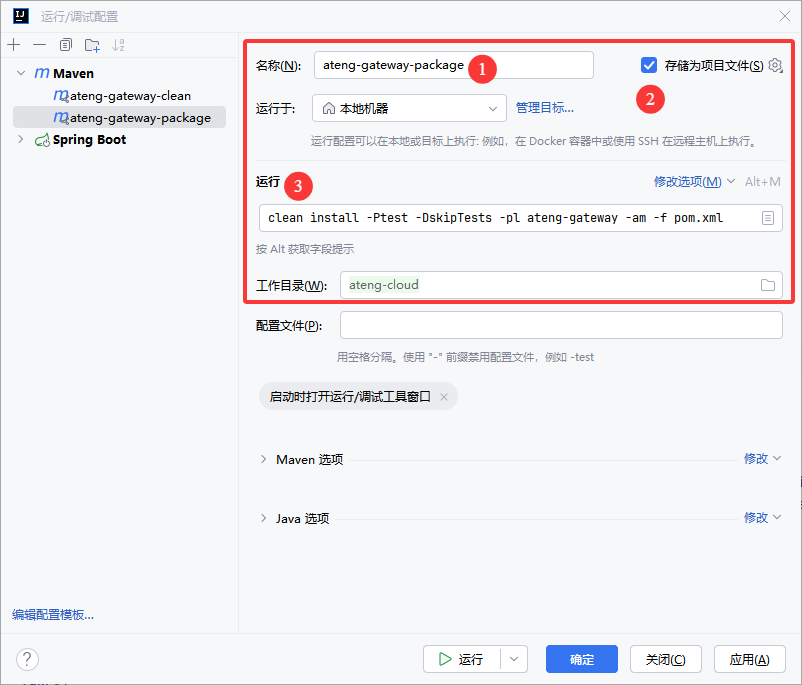 运行/调试配置
Maven
ateng-gateway-clean
ateng-gateway-package
Spring Boot
编辑配置模板...
名称(N): ateng-gateway-package 1 存储为项目文件(S)
2
运行于: 本地机器 管理目标...
运行配置可以在本地或目标上执行: 例如，在 Docker 容器中或使用 SSH 在远程主机上执行。
运行 3 修改选项(M) Alt+M
clean install -Ptest -DskipTests -pl ateng-gateway -am -f pom.xml
按 Alt 获取字段提示
工作目录(W): ateng-cloud
配置文件(P):
用空格分隔。使用 "-" 前缀禁用配置文件，例如 -test
启动时打开运行/调试工具窗口
Maven 选项 修改
Java 选项 修改
? 运行 确定 关闭(C) 应用(A)